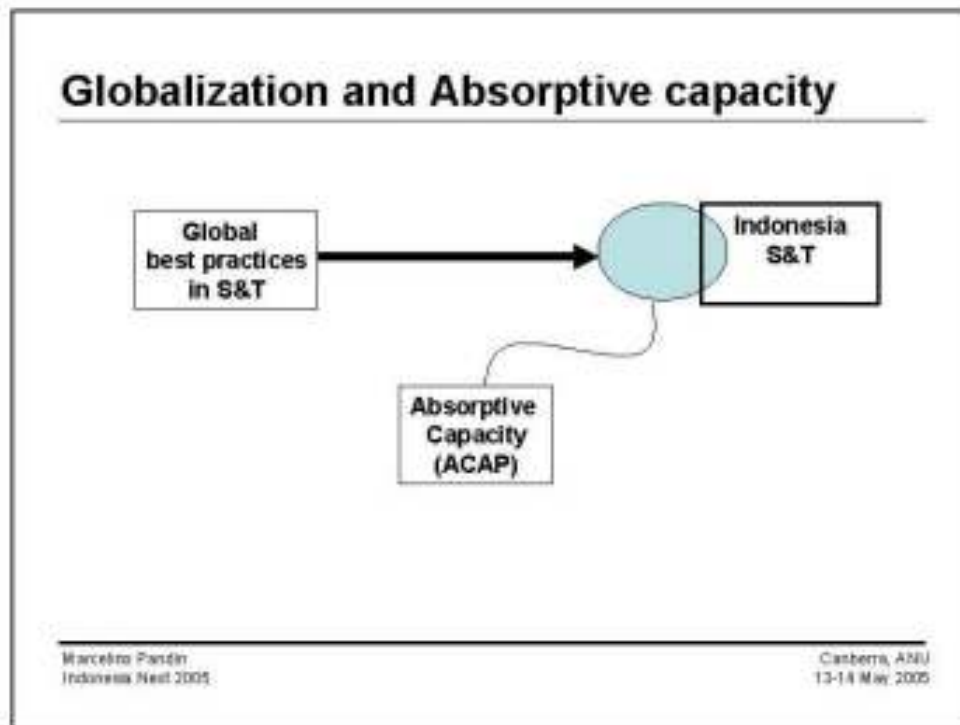 Globalization and Absorptive capacity
Global
best practices
in S&T
Indonesia
S&T
Absorptive
Capacity
(ACAP)
Marcelino Pandin
Indonesia Next 2005
Canberra, ANU
13-14 May 2005